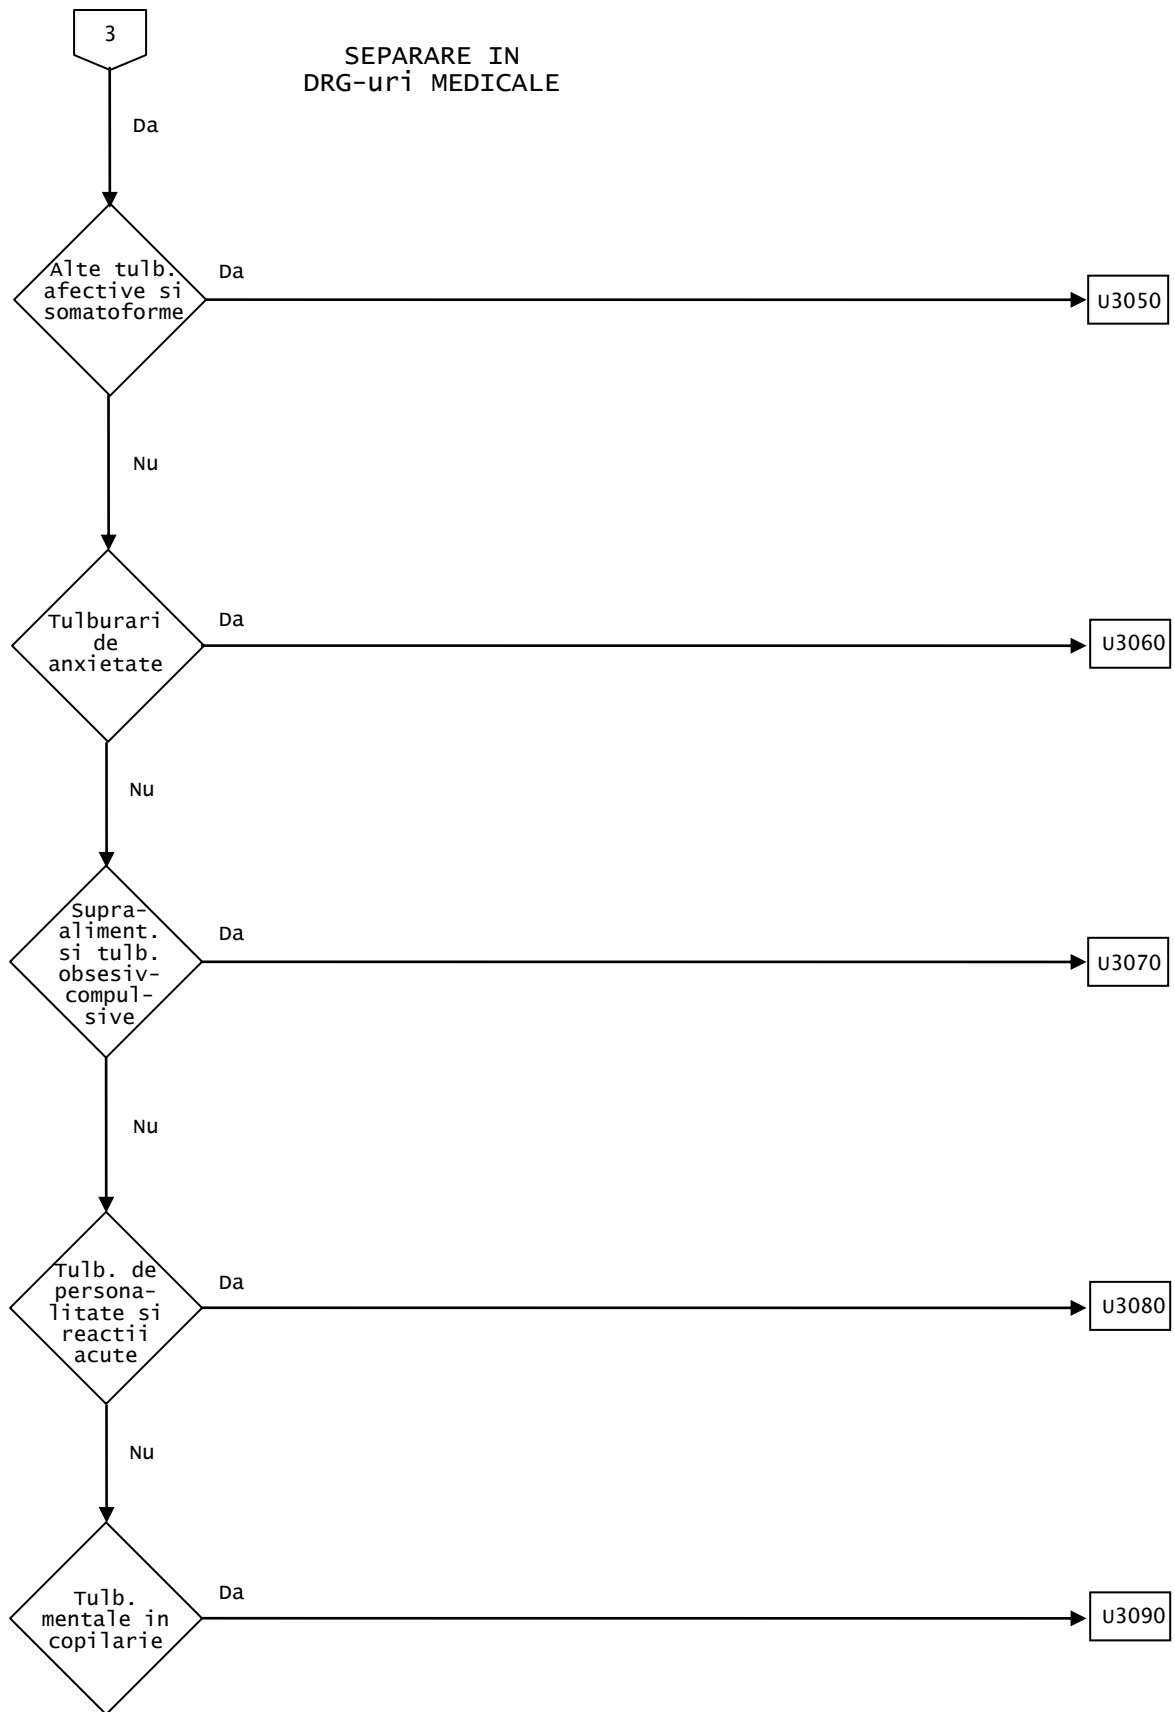 3
SEPARARE IN
DRG-uri MEDICALE
Da
Alte tulb.
afective si
somatoforme
Da
U3050
Nu
Tulburari
de
anxietate
Da
U3060
Nu
Supra-
aliment.
si tulb.
obsesiv-
compul-
sive
Da
U3070
Nu
Tulb. de
persona-
litate si
reactii
acute
Da
U3080
Nu
Tulb.
mentale in
copilarie
Da
U3090